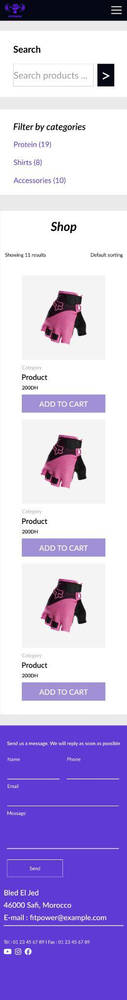 FITPOWER
Search
Search products ...
>
Filter by categories
Protein (19)
Shirts (8)
Accessories (10)
Shop
Showing 11 results
Default sorting
Category
Product
200DH
ADD TO CART
Category
Product
200DH
ADD TO CART
Category
Product
200DH
ADD TO CART
Send us a message. We will reply as soon as possible
Name
Phone
Email
Message
Send
Bled El Jed
46000 Safi, Morocco
E-mail : fitpower@example.com
Tél : 01 23 45 67 89 I Fax : 01 23 45 67 89